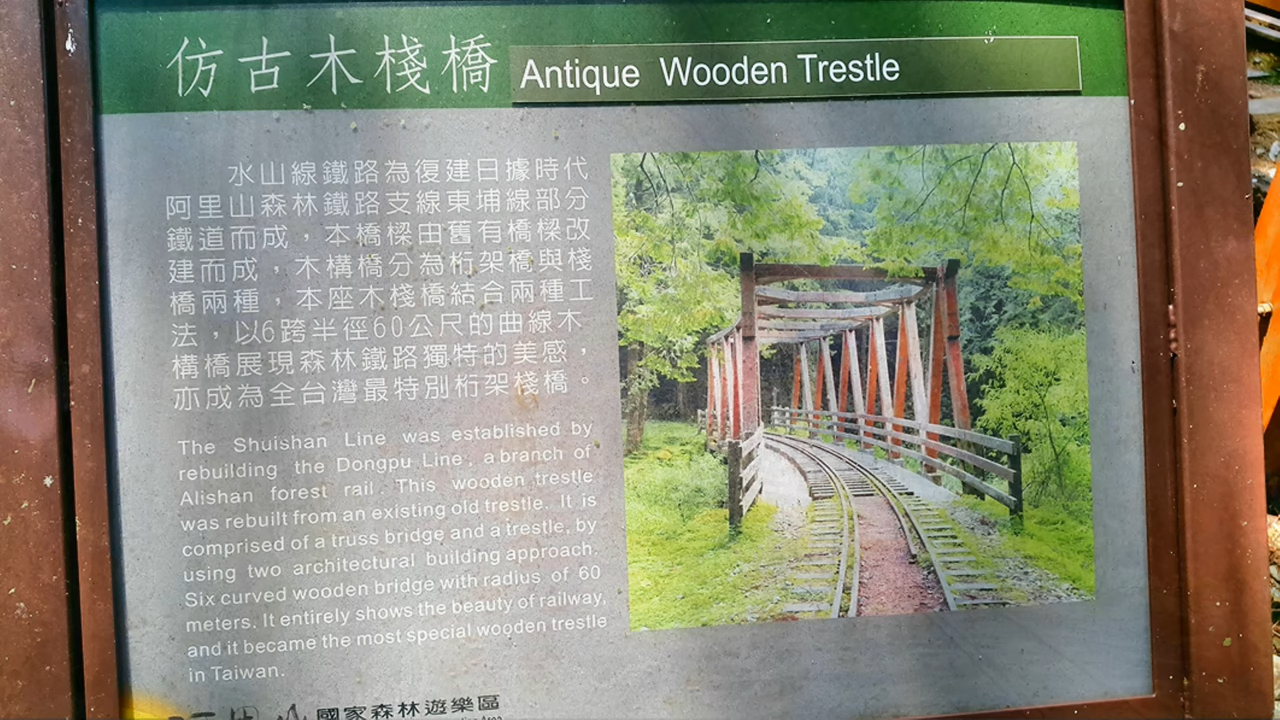 仿古木棧橋 Antique Wooden Trestle
水山線鐵路為復建日據時代
阿里山森林鐵路支線東埔線部分
鐵道而成，本橋樑由舊有橋樑改
建而成，木構橋分為桁架橋與棧
橋兩種，本座木棧橋結合兩種工
法，以6跨半徑60公尺的曲線木
構橋展現森林鐵路獨特的美感，
亦成為全台灣最特別桁架棧橋。
The Shuishan Line was established by
rebuilding the Dongpu Line, a branch of
Alishan forest rail. This wooden trestle
was rebuilt from an existing old trestle. It is
comprised of a truss bridge and a trestle, by
using two architectural building approach.
Six curved wooden bridge with radius of 60
meters. It entirely shows the beauty of railway,
and it became the most special wooden trestle
in Taiwan.
國家森林遊樂區